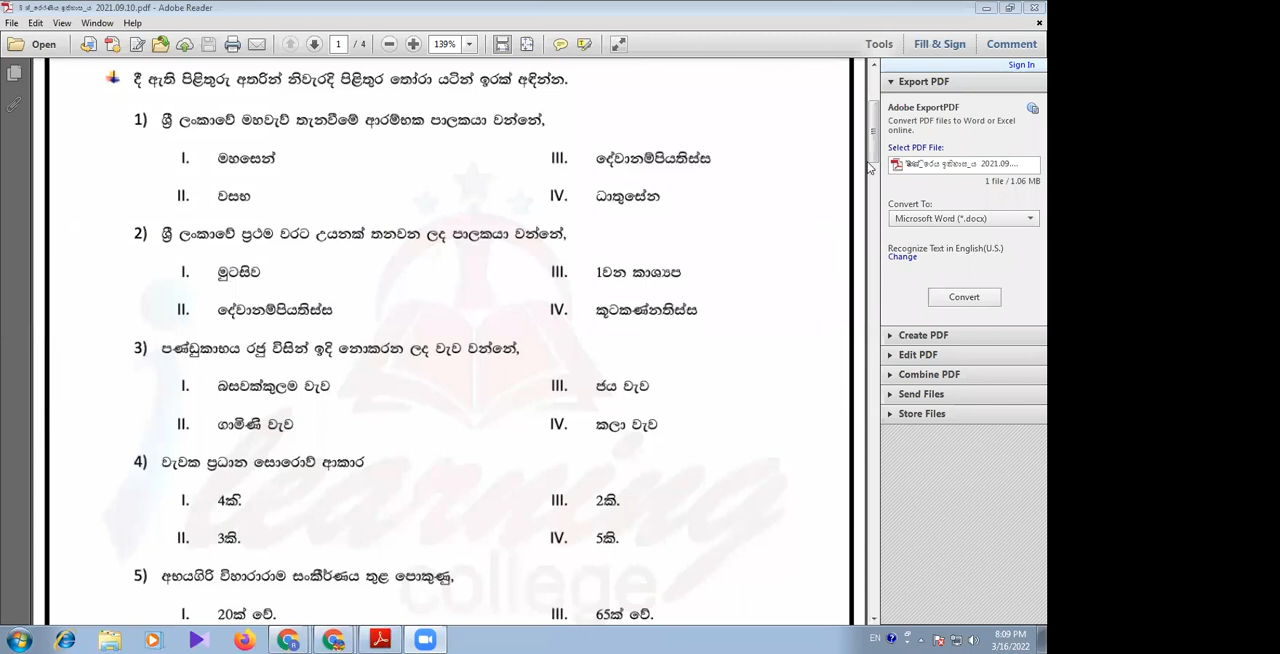 2021.09.10.pdf - Adobe Reader
File Edit View Window Help
Open 1 / 4 139% Tools Fill & Sign Comment
Sign In
දී ඇති පිළිතුරු අතරින් නිවැරදි පිළිතුර තෝරා යටින් ඉරක් අඳින්න.
1) ශ්‍රී ලංකාවේ මහවැව් තැනවීමේ ආරම්භක පාලකයා වන්නේ,
I. මහසෙන් III. දේවානම්පියතිස්ස
II. වසභ IV. ධාතුසේන
2) ශ්‍රී ලංකාවේ ප්‍රථම වරට උයනක් තනවන ලද පාලකයා වන්නේ,
I. මුටසිව III. 1වන කාශ්‍යප
II. දේවානම්පියතිස්ස IV. කූටකණ්නතිස්ස
3) පණ්ඩුකාභය රජු විසින් ඉදි නොකරන ලද වැව වන්නේ,
I. බසවක්කුලම වැව III. ජය වැව
II. ගාමිණී වැව IV. කලා වැව
4) වැවක ප්‍රධාන සොරොව් ආකාර
I. 4කි. III. 2කි.
II. 3කි. IV. 5කි.
5) අභයගිරි විහාරාරාම සංකීර්ණය තුළ පොකුණු,
I. 20ක් වේ. III. 65ක් වේ.
learning
college
Export PDF
Adobe ExportPDF
Convert PDF files to Word or Excel
online.
Select PDF File:
2021.09....
1 file / 1.06 MB
Convert To:
Microsoft Word (*.docx)
Recognize Text in English(U.S.)
Change
Convert
Create PDF
Edit PDF
Combine PDF
Send Files
Store Files
EN 8:09 PM
3/16/2022